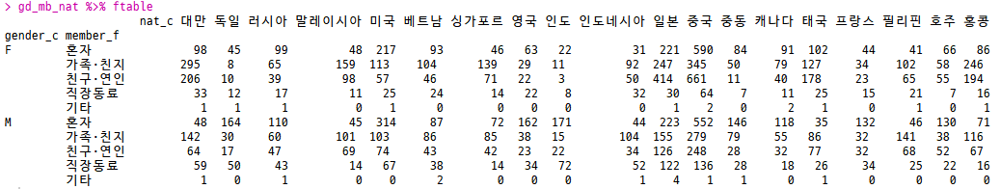 > gd_mb_nat %>% ftable
nat_c 대만 독일 러시아 말레이시아 미국 베트남 싱가포르 영국 인도 인도네시아 일본 중국 중동 캐나다 태국 프랑스 필리핀 호주 홍콩
gender_c member_f
F 혼자 98 45 99 48 217 93 46 63 22 31 221 590 84 91 102 44 41 66 86
가족·친지 295 8 65 159 113 104 139 29 11 92 247 345 50 79 127 34 102 58 246
친구·연인 206 10 39 98 57 46 71 22 3 50 414 661 11 40 178 23 65 55 194
직장동료 33 12 17 11 25 24 14 22 8 32 30 64 7 11 25 15 21 7 16
기타 1 1 1 0 1 0 0 0 0 0 1 2 0 2 1 0 1 0 1
M 혼자 48 164 110 45 314 87 72 162 171 44 223 552 146 118 35 132 46 130 71
가족·친지 142 30 60 101 103 86 85 38 15 104 155 279 79 55 86 32 141 38 116
친구·연인 64 17 47 69 74 43 42 23 22 34 126 248 28 32 77 32 68 52 67
직장동료 59 50 43 14 67 38 14 34 72 52 122 136 28 18 26 34 25 22 16
기타 1 0 1 0 0 2 0 0 0 1 4 1 1 0 1 0 0 0 0